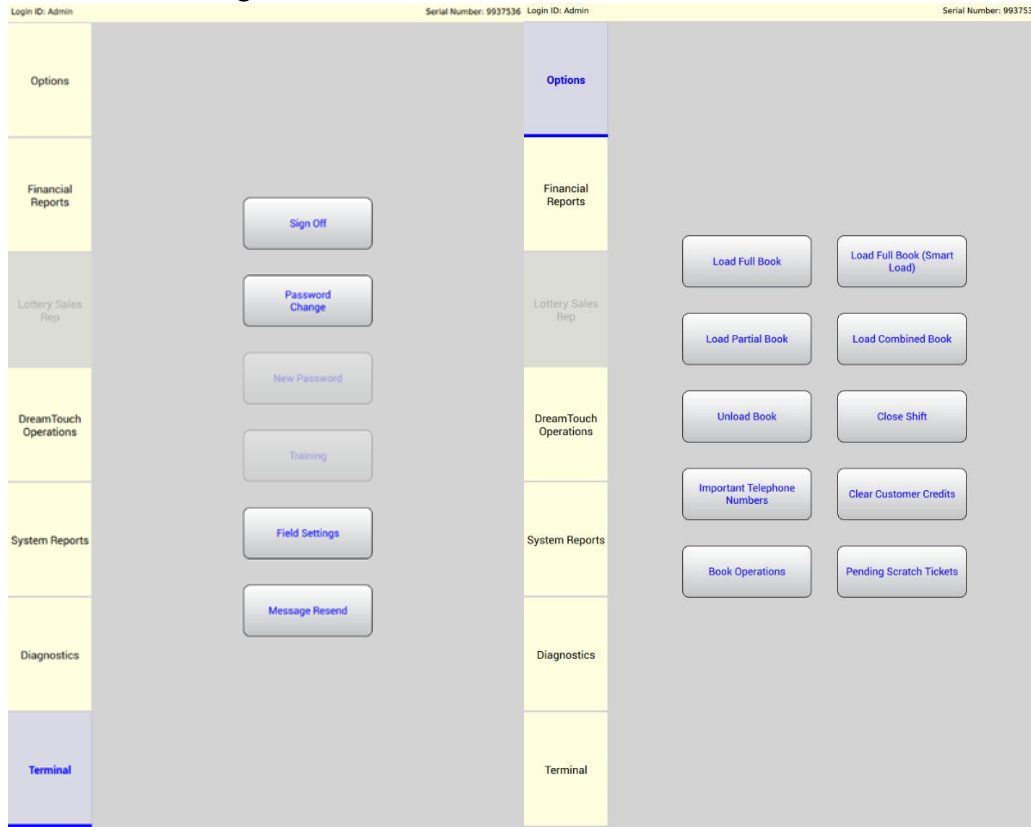 Login ID: Admin
Serial Number: 9937536
Options
Financial
Reports
Lottery Sales
Rep
DreamTouch
Operations
System Reports
Diagnostics
Terminal
Sign Off
Password
Change
New Password
Training
Field Settings
Message Resend
Login ID: Admin
Serial Number: 993753
Options
Financial
Reports
Lottery Sales
Rep
DreamTouch
Operations
System Reports
Diagnostics
Terminal
Load Full Book
Load Full Book (Smart
Load)
Load Partial Book
Load Combined Book
Unload Book
Close Shift
Important Telephone
Numbers
Clear Customer Credits
Book Operations
Pending Scratch Tickets